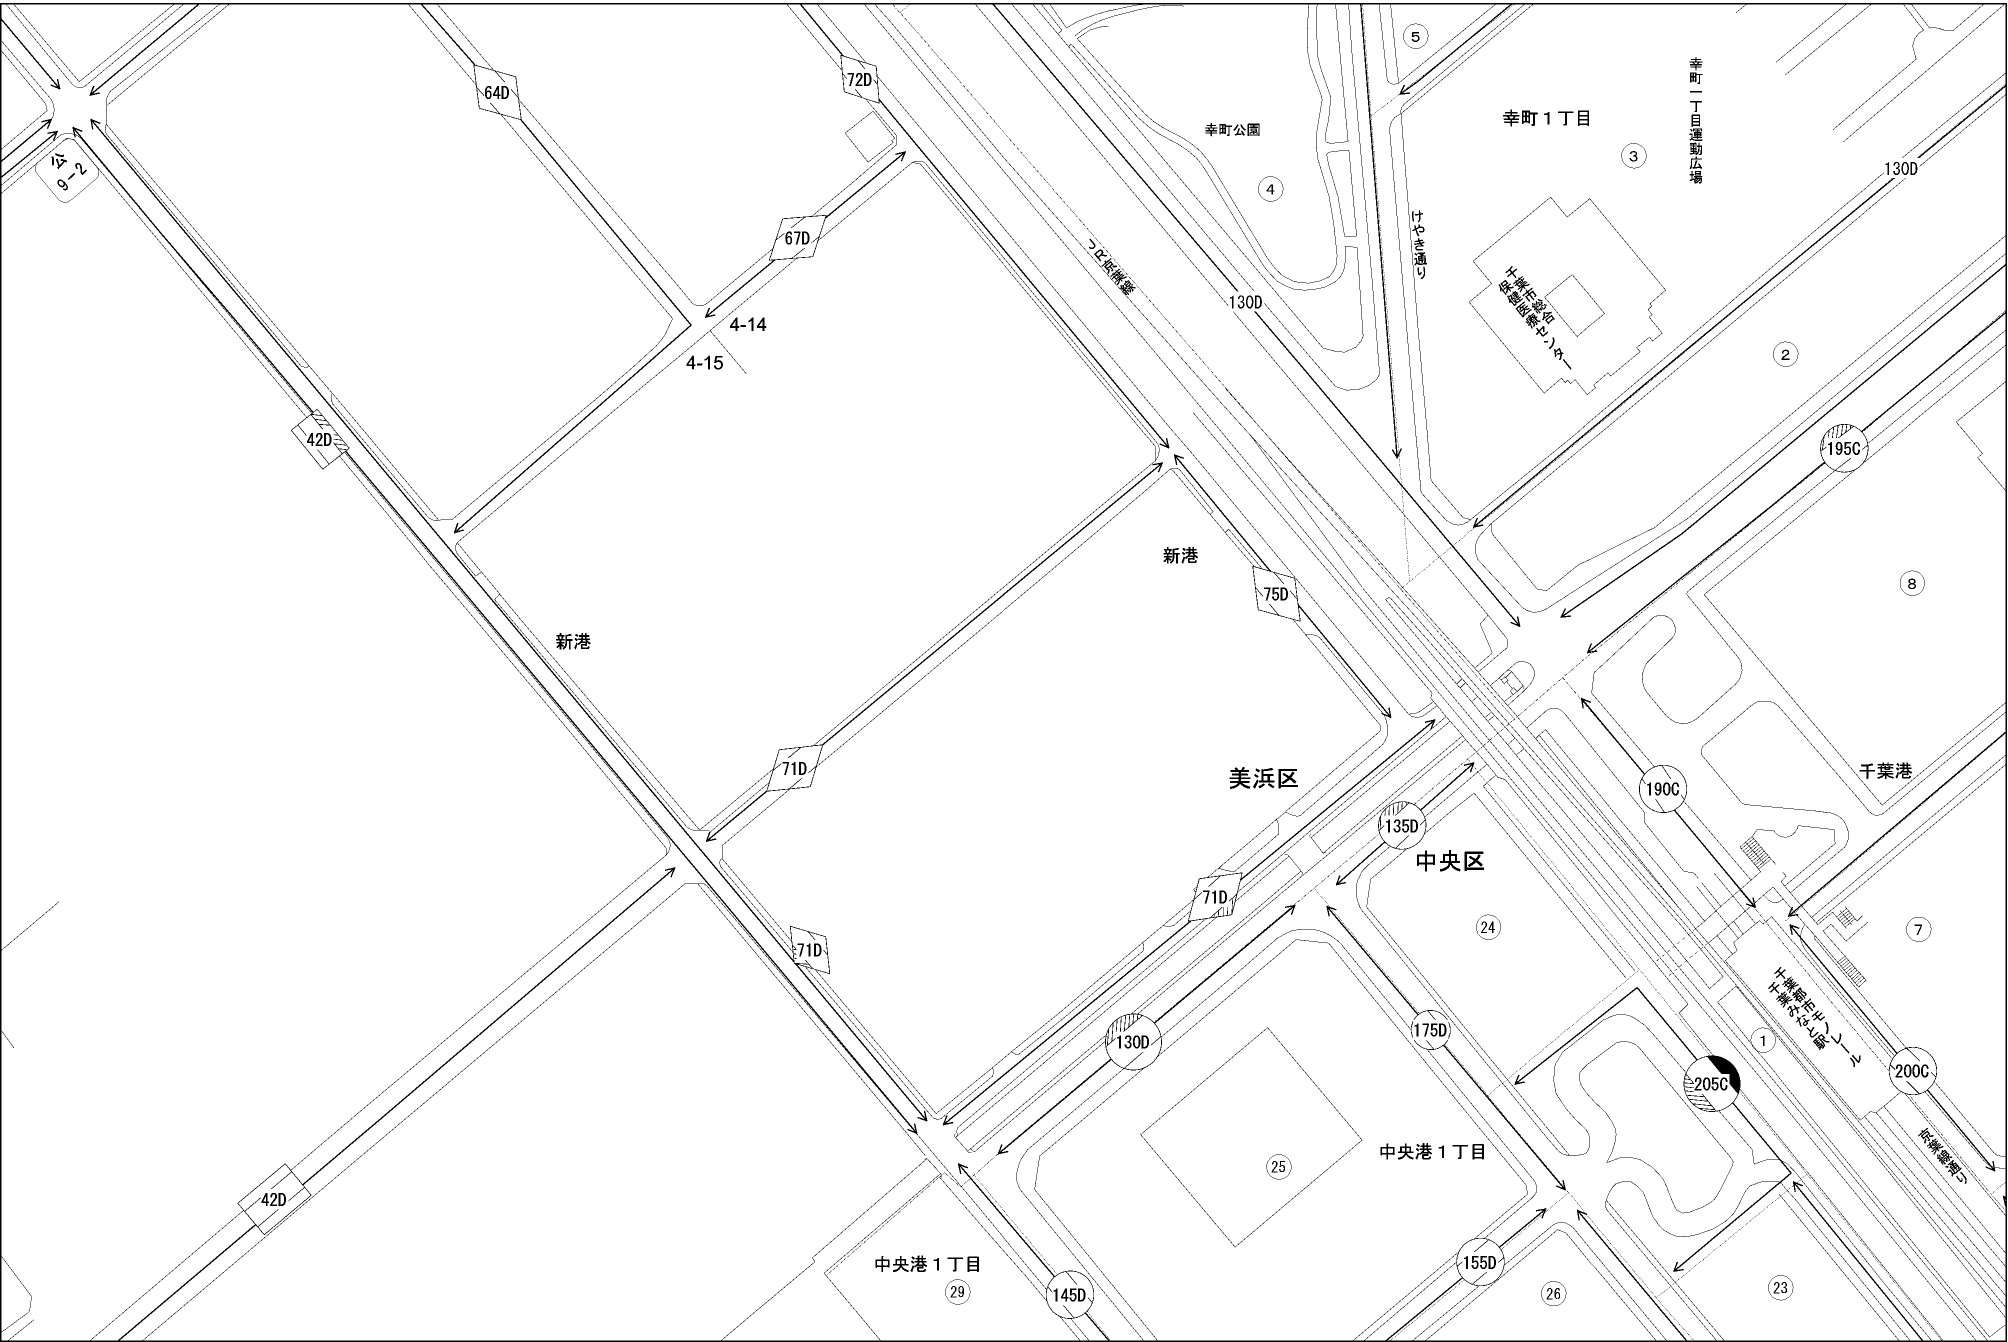 5
幸町一丁目運動広場
64D
72D
幸町公園
幸町１丁目
3
公
9-2
130D
4
67D
けやき通り
JR京葉線
130D
千葉市総合
保健医療センター
4-14
4-15
2
42D
195C
新港
75D
8
新港
71D
美浜区
190C
千葉港
135D
中央区
71D
24
7
71D
千葉都市モノレール
千葉みなと駅
175D
130D
1
205C
200C
中央港１丁目
25
京葉線通り
42D
中央港１丁目
29
145D
155D
26
23